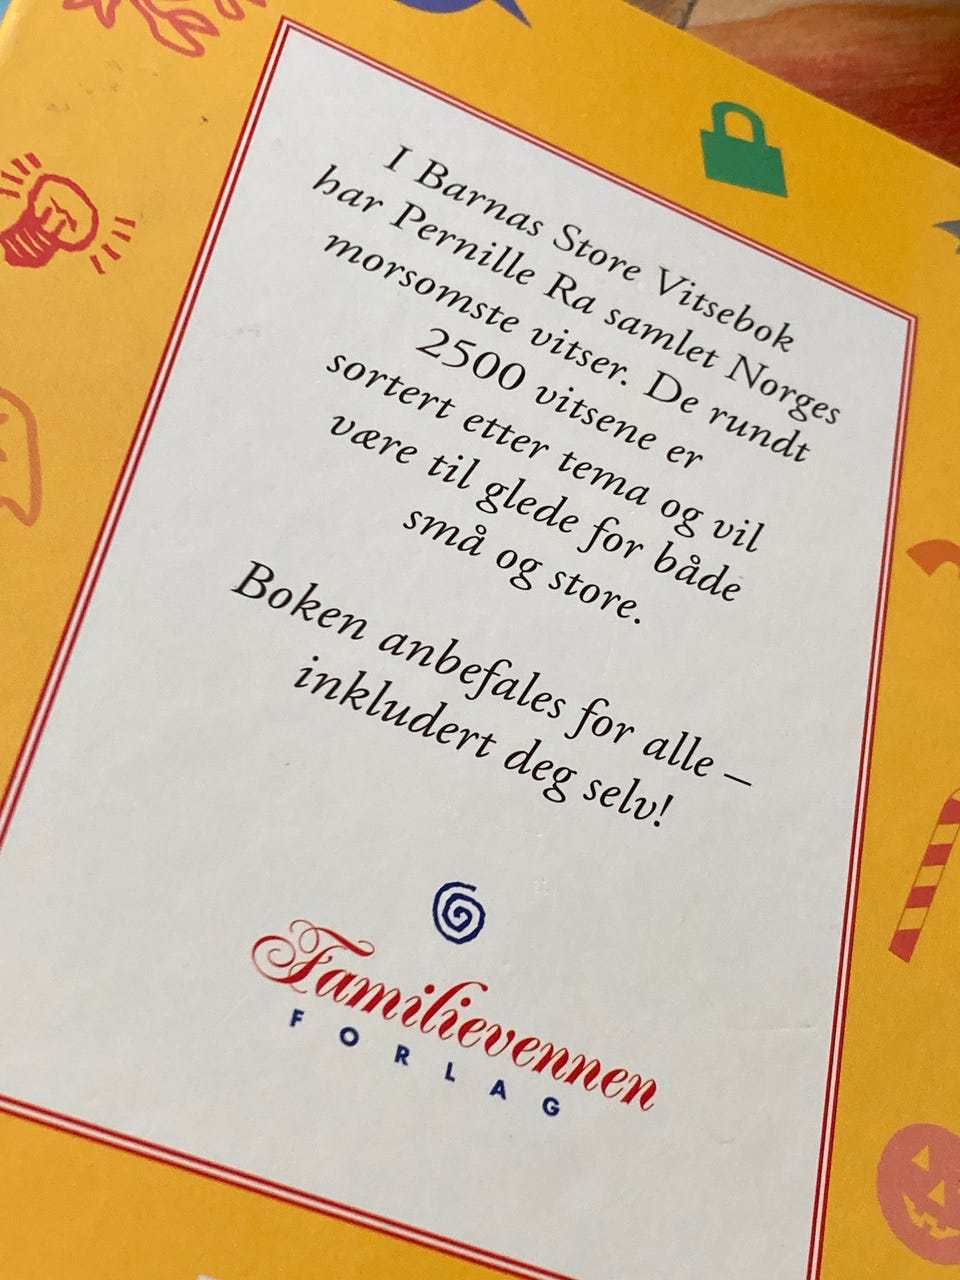 I Barnas Store Vitsebok
har Pernille Ra samlet Norges
morsomste vitser. De rundt
2500 vitsene er
sortert etter tema og vil
være til glede for både
små og store.
Boken anbefales for alle –
inkludert deg selv!
Familievennen
FORLAG